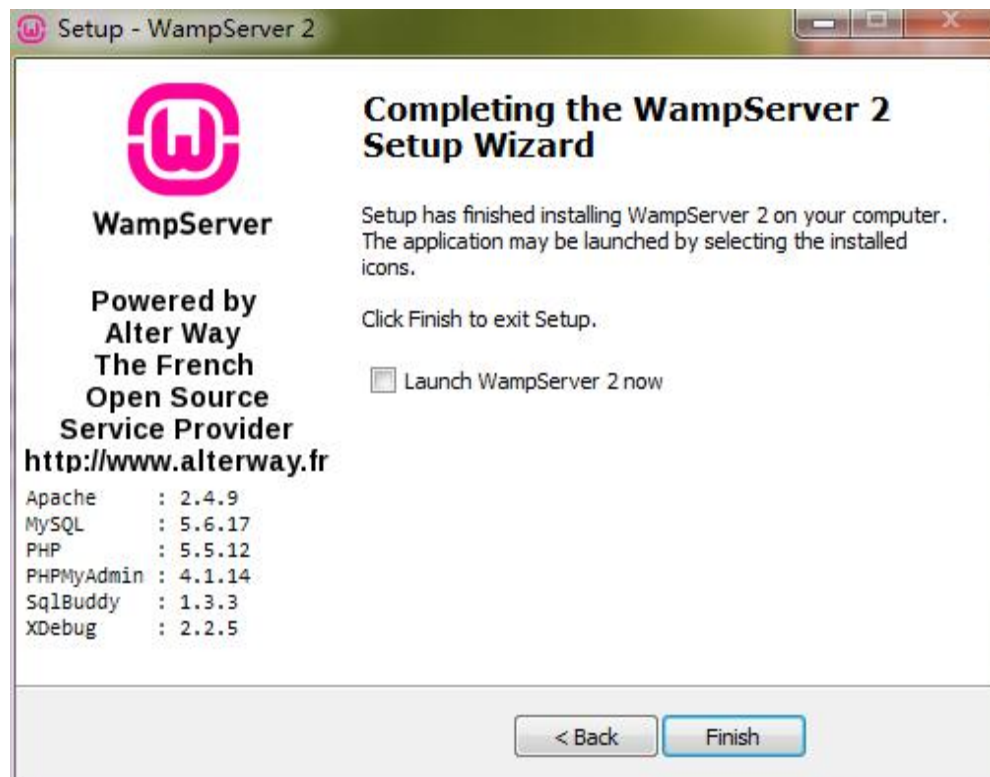 Setup - WampServer 2
WampServer
Powered by
Alter Way
The French
Open Source
Service Provider
http://www.alterway.fr
Apache : 2.4.9
MySQL : 5.6.17
PHP : 5.5.12
PHPMyAdmin : 4.1.14
SqlBuddy : 1.3.3
XDebug : 2.2.5
Completing the WampServer 2
Setup Wizard
Setup has finished installing WampServer 2 on your computer.
The application may be launched by selecting the installed
icons.
Click Finish to exit Setup.
Launch WampServer 2 now
< Back
Finish